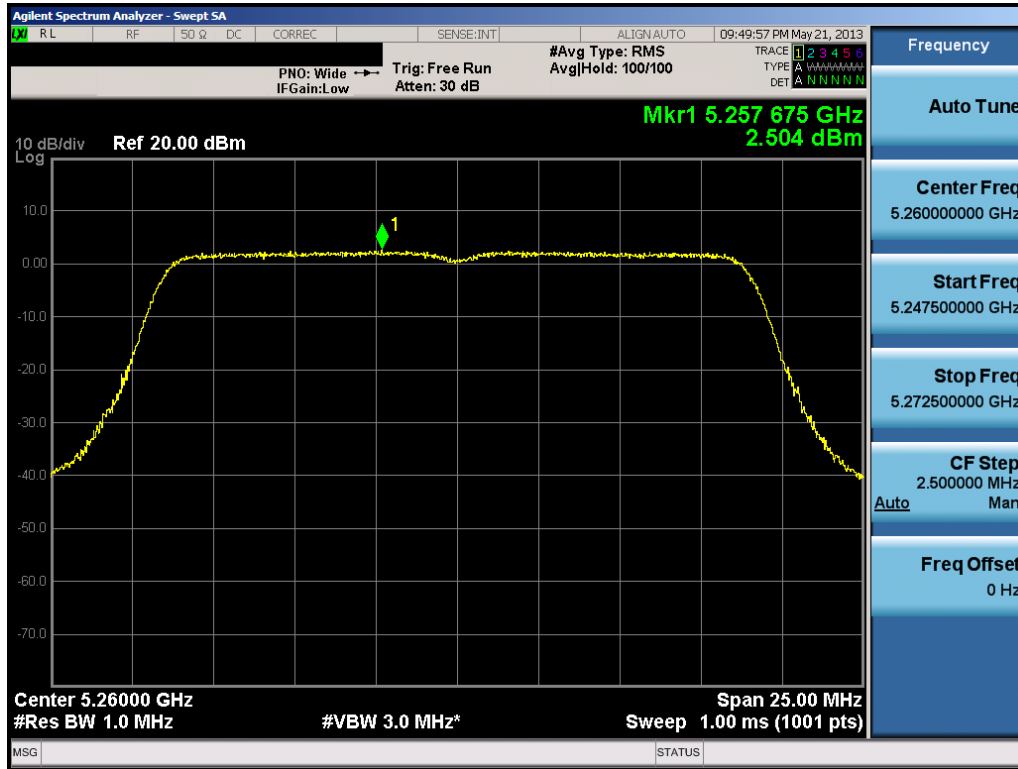 Agilent Spectrum Analyzer - Swept SA
LXI RL RF 50 Ω DC CORREC SENSE:INT ALIGN AUTO 09:49:57 PM May 21, 2013
PNO: Wide
IFGain:Low
Trig: Free Run
Atten: 30 dB
#Avg Type: RMS
Avg|Hold: 100/100
TRACE 1 2 3 4 5 6
TYPE A WWWWW
DET A N N N N N
Mkr1 5.257 675 GHz
2.504 dBm
10 dB/div Ref 20.00 dBm
Log
10.0
0.00
-10.0
-20.0
-30.0
-40.0
-50.0
-60.0
-70.0
1
Center 5.26000 GHz Span 25.00 MHz
#Res BW 1.0 MHz #VBW 3.0 MHz* Sweep 1.00 ms (1001 pts)
MSG STATUS
Frequency
Auto Tune
Center Freq
5.260000000 GHz
Start Freq
5.247500000 GHz
Stop Freq
5.272500000 GHz
CF Step
2.500000 MHz
Auto Man
Freq Offset
0 Hz